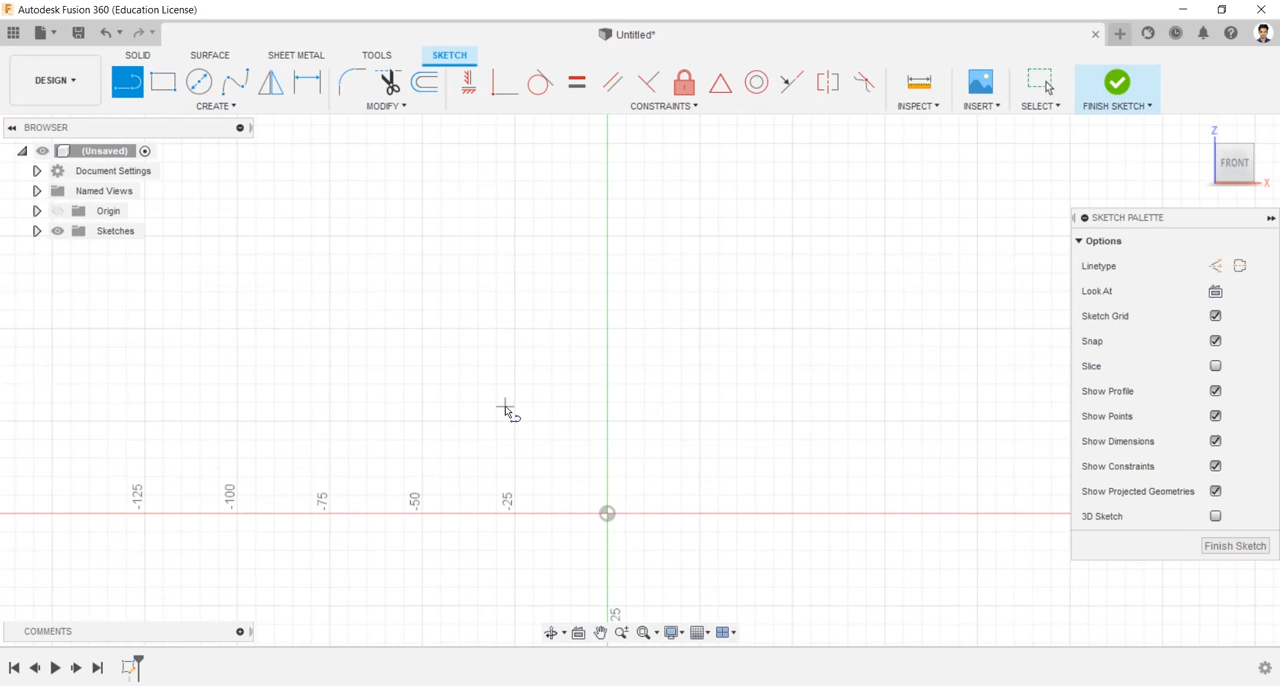 Autodesk Fusion 360 (Education License)
Untitled*
SOLID SURFACE SHEET METAL TOOLS SKETCH
DESIGN
CREATE MODIFY CONSTRAINTS INSPECT INSERT SELECT FINISH SKETCH
BROWSER
(Unsaved)
Document Settings
Named Views
Origin
Sketches
Z
FRONT
X
SKETCH PALETTE
Options
Linetype
Look At
Sketch Grid
Snap
Slice
Show Profile
Show Points
Show Dimensions
Show Constraints
Show Projected Geometries
3D Sketch
Finish Sketch
-125 -100 -75 -50 -25
25
COMMENTS